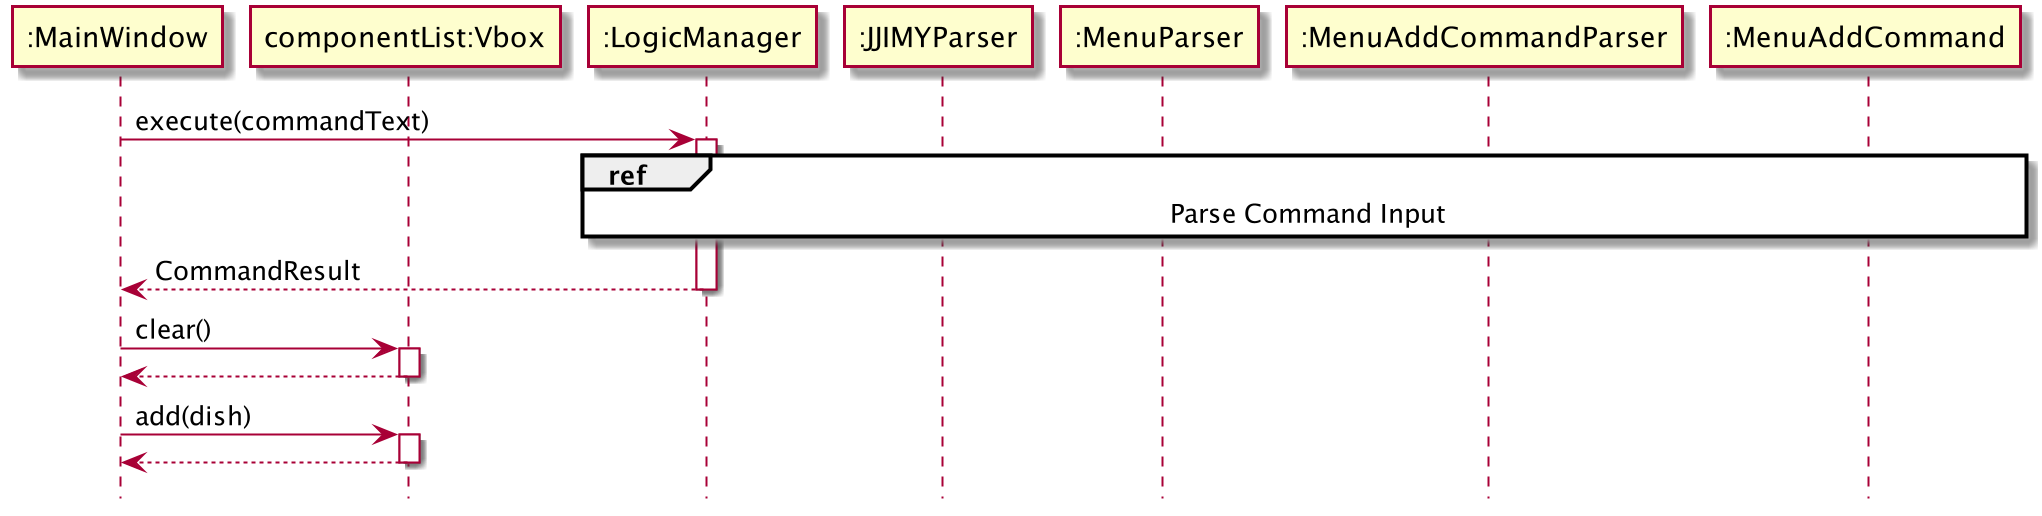 :MainWindow
componentList:Vbox
:LogicManager
:JJIMYParser
:MenuParser
:MenuAddCommandParser
:MenuAddCommand
execute(commandText)
ref
Parse Command Input
CommandResult
clear()
add(dish)